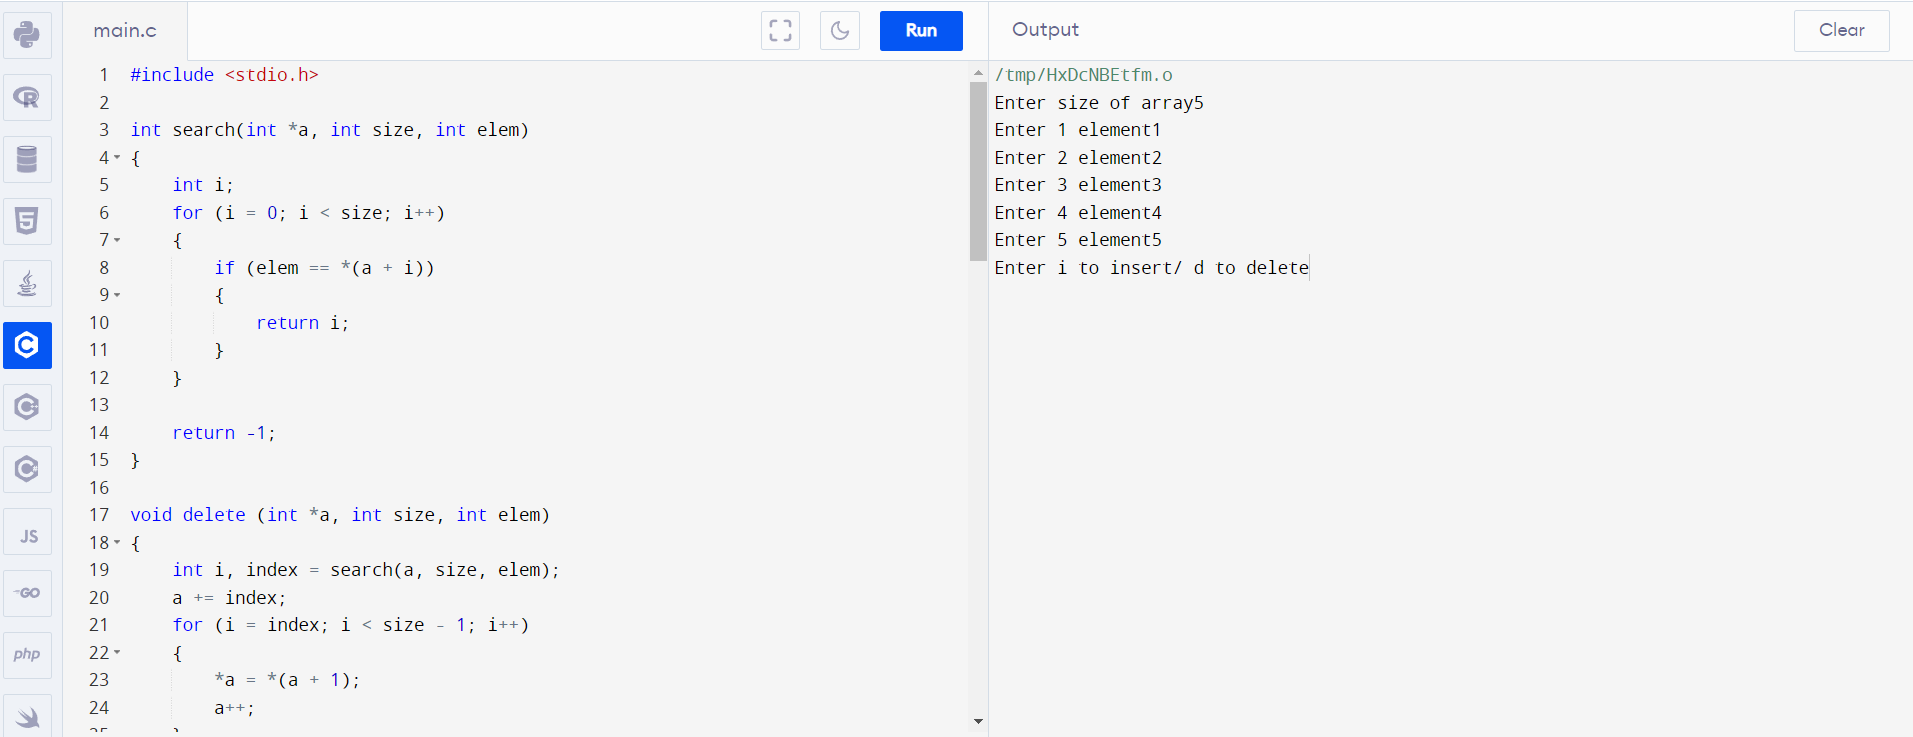 main.c
Run
Output
Clear
R
5
C
C++
C#
JS
GO
php
1 #include <stdio.h>
2
3 int search(int *a, int size, int elem)
4 {
5     int i;
6     for (i = 0; i < size; i++)
7     {
8         if (elem == *(a + i))
9         {
10             return i;
11         }
12     }
13
14     return -1;
15 }
16
17 void delete (int *a, int size, int elem)
18 {
19     int i, index = search(a, size, elem);
20     a += index;
21     for (i = index; i < size - 1; i++)
22     {
23         *a = *(a + 1);
24         a++;
25     }
/tmp/HxDcNBEtfm.o
Enter size of array5
Enter 1 element1
Enter 2 element2
Enter 3 element3
Enter 4 element4
Enter 5 element5
Enter i to insert/ d to delete